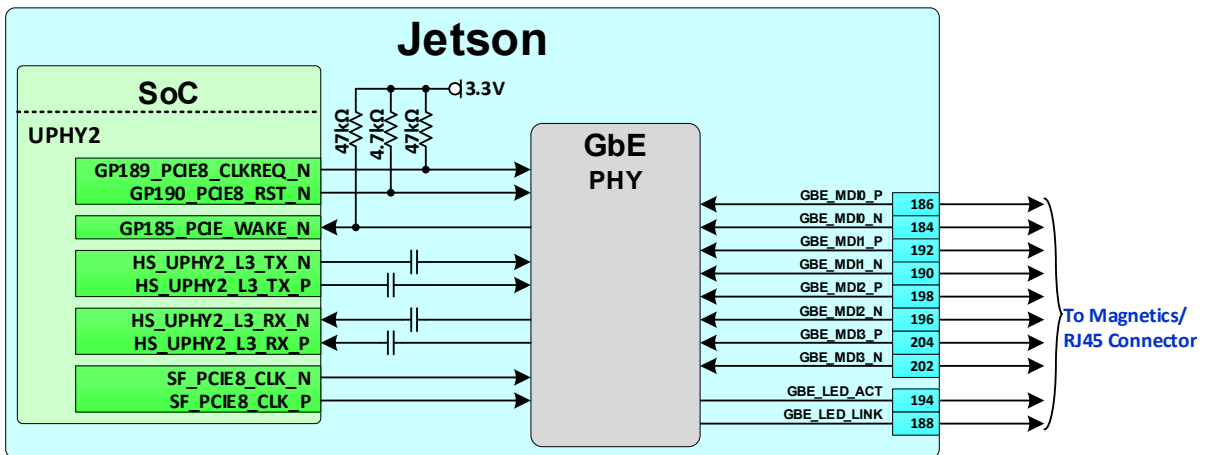 Jetson
SoC
3.3V
47kΩ
4.7kΩ
47kΩ
UPHY2
GbE
PHY
GP189_PCIE8_CLKREQ_N
GP190_PCIE8_RST_N
GP185_PCIE_WAKE_N
HS_UPHY2_L3_TX_N
HS_UPHY2_L3_TX_P
HS_UPHY2_L3_RX_N
HS_UPHY2_L3_RX_P
SF_PCIE8_CLK_N
SF_PCIE8_CLK_P
GBE_MDI0_P 186
GBE_MDI0_N 184
GBE_MDI1_P 192
GBE_MDI1_N 190
GBE_MDI2_P 198
GBE_MDI2_N 196
GBE_MDI3_P 204
GBE_MDI3_N 202
GBE_LED_ACT 194
GBE_LED_LINK 188
To Magnetics/
RJ45 Connector